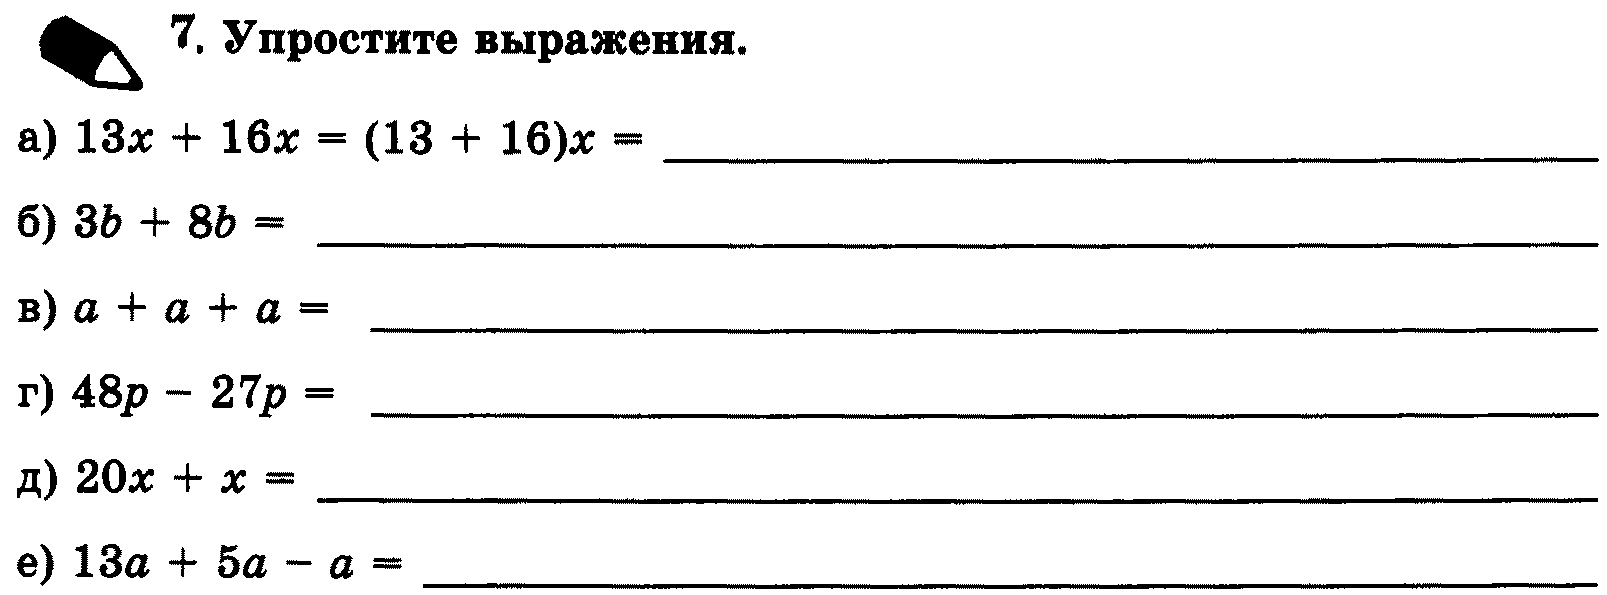 7. Упростите выражения.
а) 13x + 16x = (13 + 16)x =
б) 3b + 8b =
в) a + a + a =
г) 48p − 27p =
д) 20x + x =
е) 13a + 5a − a =